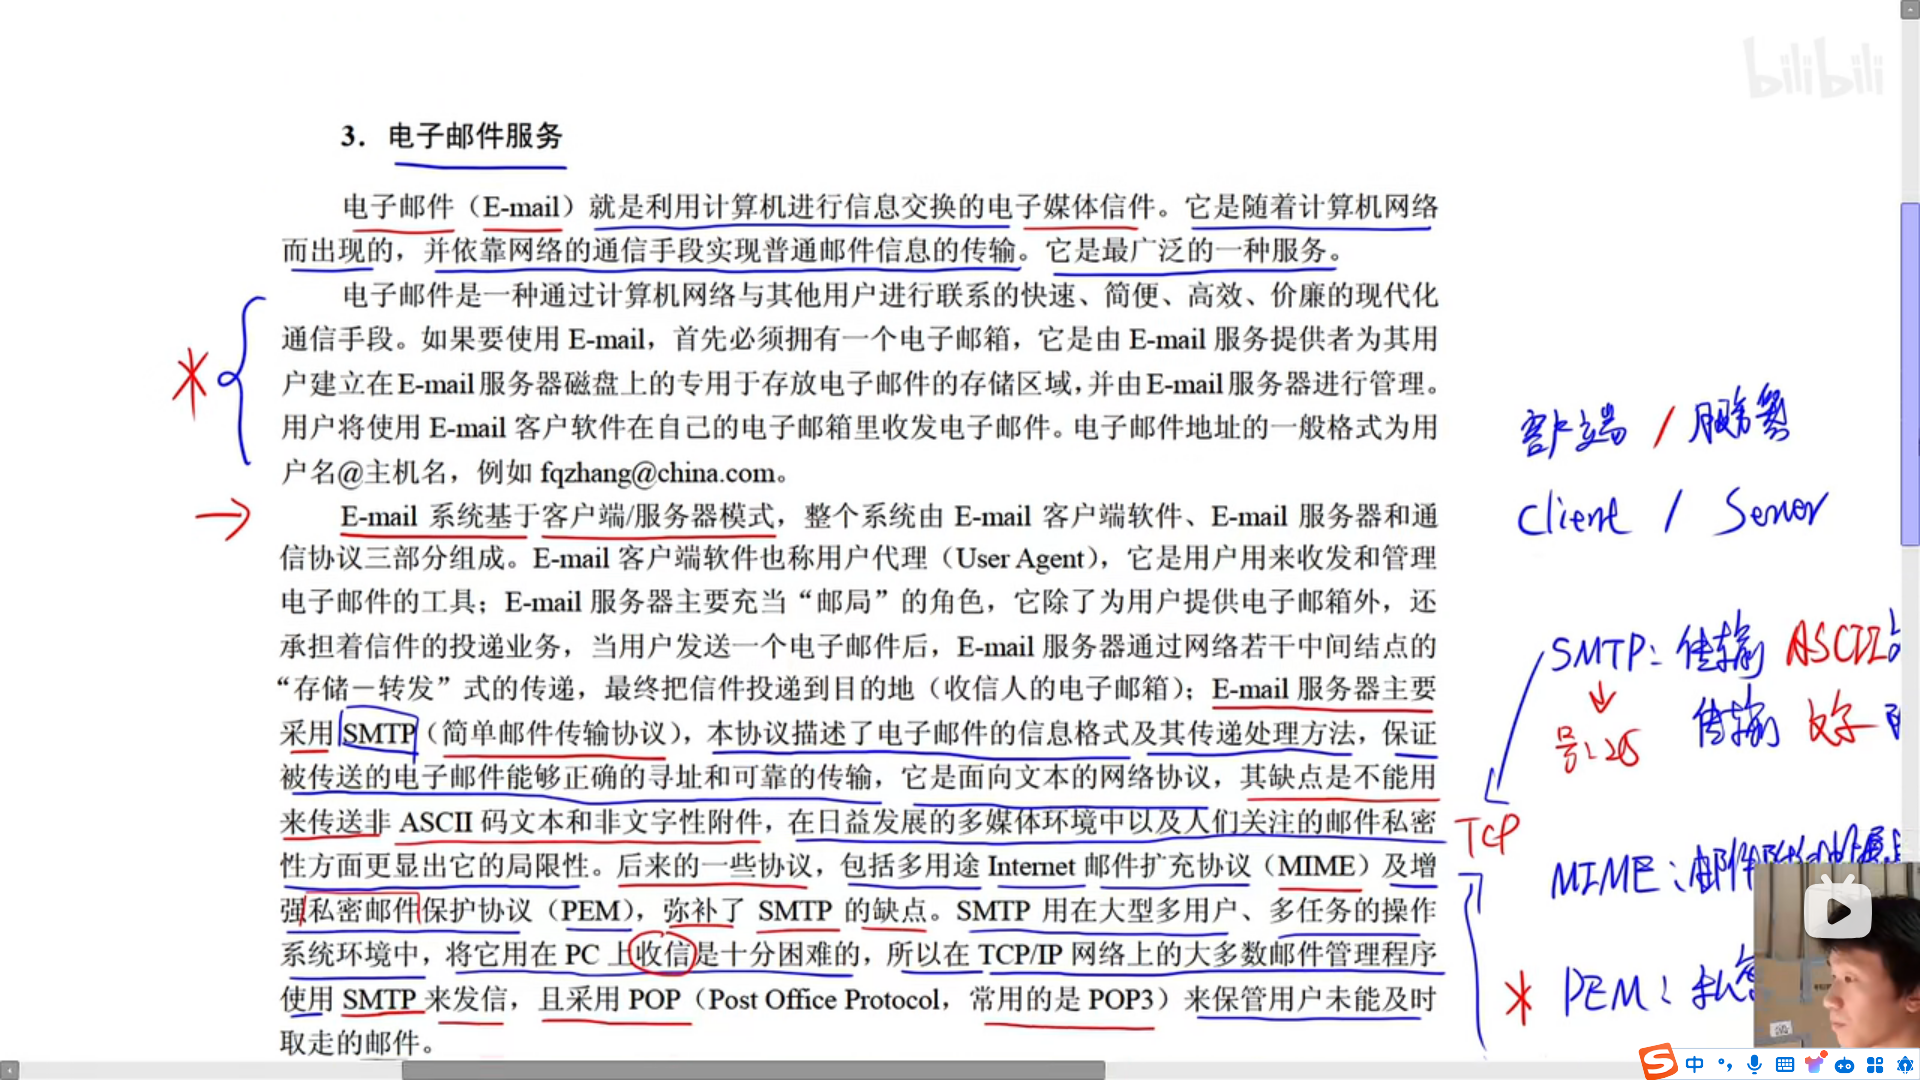 bilibili
3. 电子邮件服务
电子邮件（E-mail）就是利用计算机进行信息交换的电子媒体信件。它是随着计算机网络
而出现的，并依靠网络的通信手段实现普通邮件信息的传输。它是最广泛的一种服务。
电子邮件是一种通过计算机网络与其他用户进行联系的快速、简便、高效、价廉的现代化
通信手段。如果要使用 E-mail，首先必须拥有一个电子邮箱，它是由 E-mail 服务提供者为其用
户建立在 E-mail 服务器磁盘上的专用于存放电子邮件的存储区域，并由 E-mail 服务器进行管理。
用户将使用 E-mail 客户软件在自己的电子邮箱里收发电子邮件。电子邮件地址的一般格式为用
户名@主机名，例如 fqzhang@china.com。
E-mail 系统基于客户端/服务器模式，整个系统由 E-mail 客户端软件、E-mail 服务器和通
信协议三部分组成。E-mail 客户端软件也称用户代理（User Agent），它是用户用来收发和管理
电子邮件的工具；E-mail 服务器主要充当“邮局”的角色，它除了为用户提供电子邮箱外，还
承担着信件的投递业务，当用户发送一个电子邮件后，E-mail 服务器通过网络若干中间结点的
“存储－转发”式的传递，最终把信件投递到目的地（收信人的电子邮箱）；E-mail 服务器主要
采用 SMTP（简单邮件传输协议），本协议描述了电子邮件的信息格式及其传递处理方法，保证
被传送的电子邮件能够正确的寻址和可靠的传输，它是面向文本的网络协议，其缺点是不能用
来传送非 ASCII 码文本和非文字性附件，在日益发展的多媒体环境中以及人们关注的邮件私密
性方面更显出它的局限性。后来的一些协议，包括多用途 Internet 邮件扩充协议（MIME）及增
强私密邮件保护协议（PEM），弥补了 SMTP 的缺点。SMTP 用在大型多用户、多任务的操作
系统环境中，将它用在 PC 上收信是十分困难的，所以在 TCP/IP 网络上的大多数邮件管理程序
使用 SMTP 来发信，且采用 POP（Post Office Protocol，常用的是 POP3）来保管用户未能及时
取走的邮件。
客户端 / 服务器
Client / Server
SMTP：传输 ASCII
号：25 传输 文字
TCP
MIME：邮件附件
PEM：私密
中